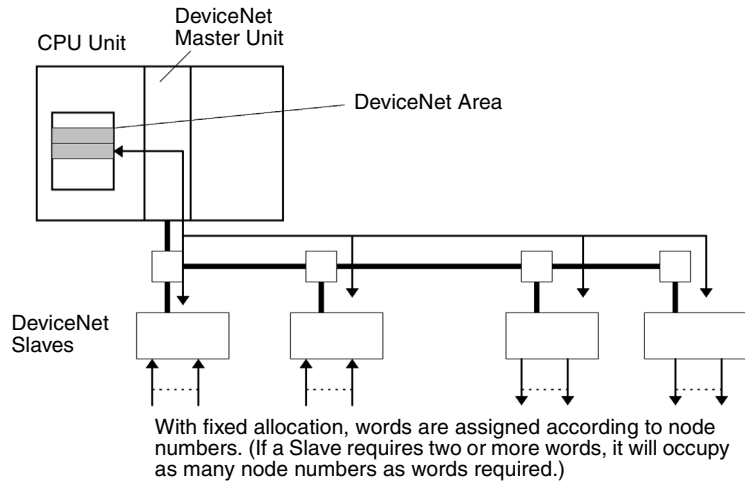 DeviceNet
Master Unit
CPU Unit
DeviceNet Area
DeviceNet
Slaves
With fixed allocation, words are assigned according to node
numbers. (If a Slave requires two or more words, it will occupy
as many node numbers as words required.)